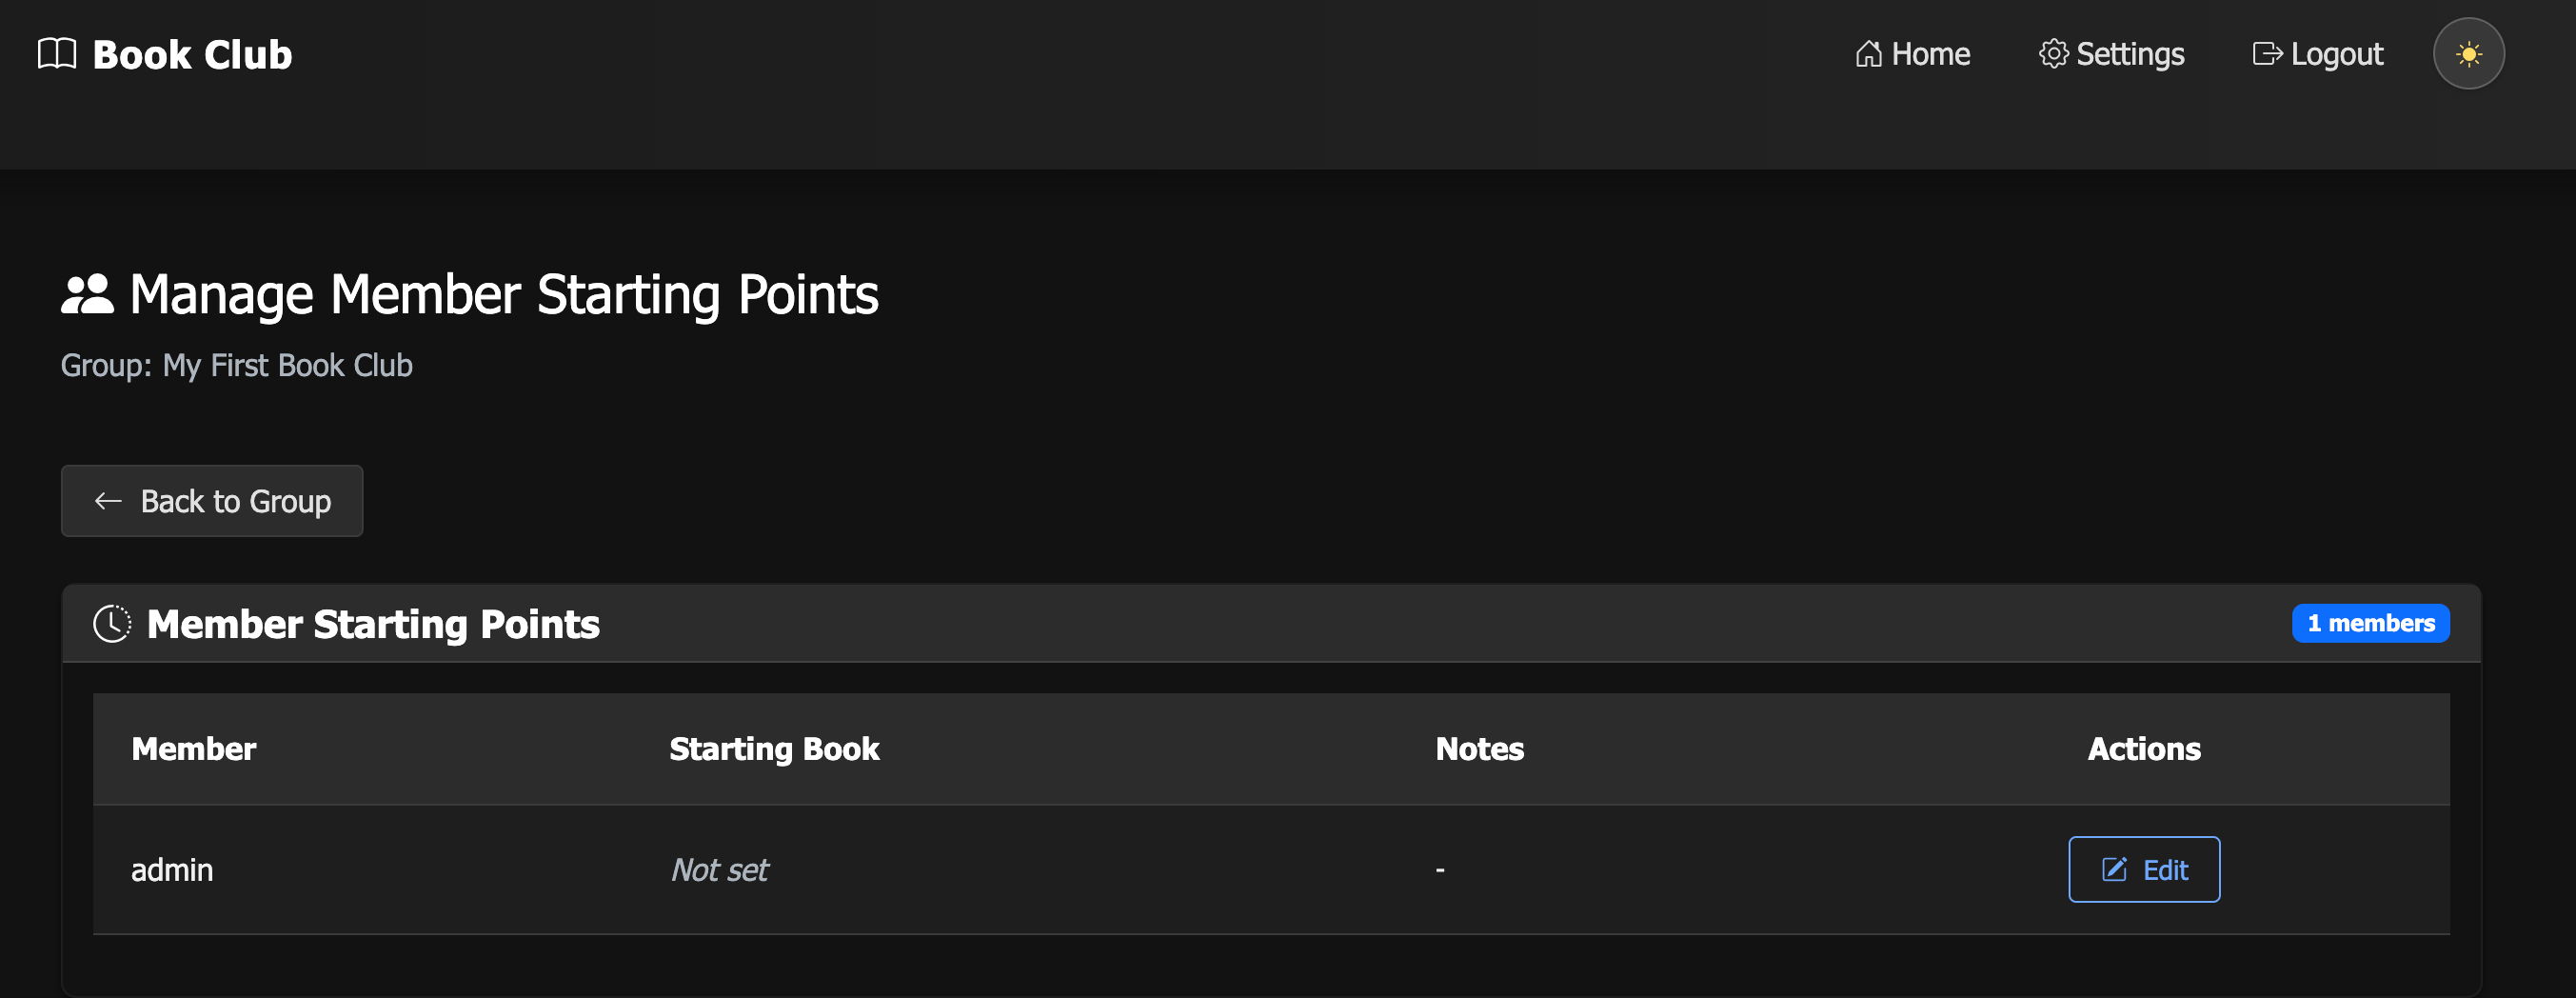 Book Club
Home Settings Logout
Manage Member Starting Points
Group: My First Book Club
Back to Group
Member Starting Points 1 members
Member Starting Book Notes Actions
admin Not set - Edit